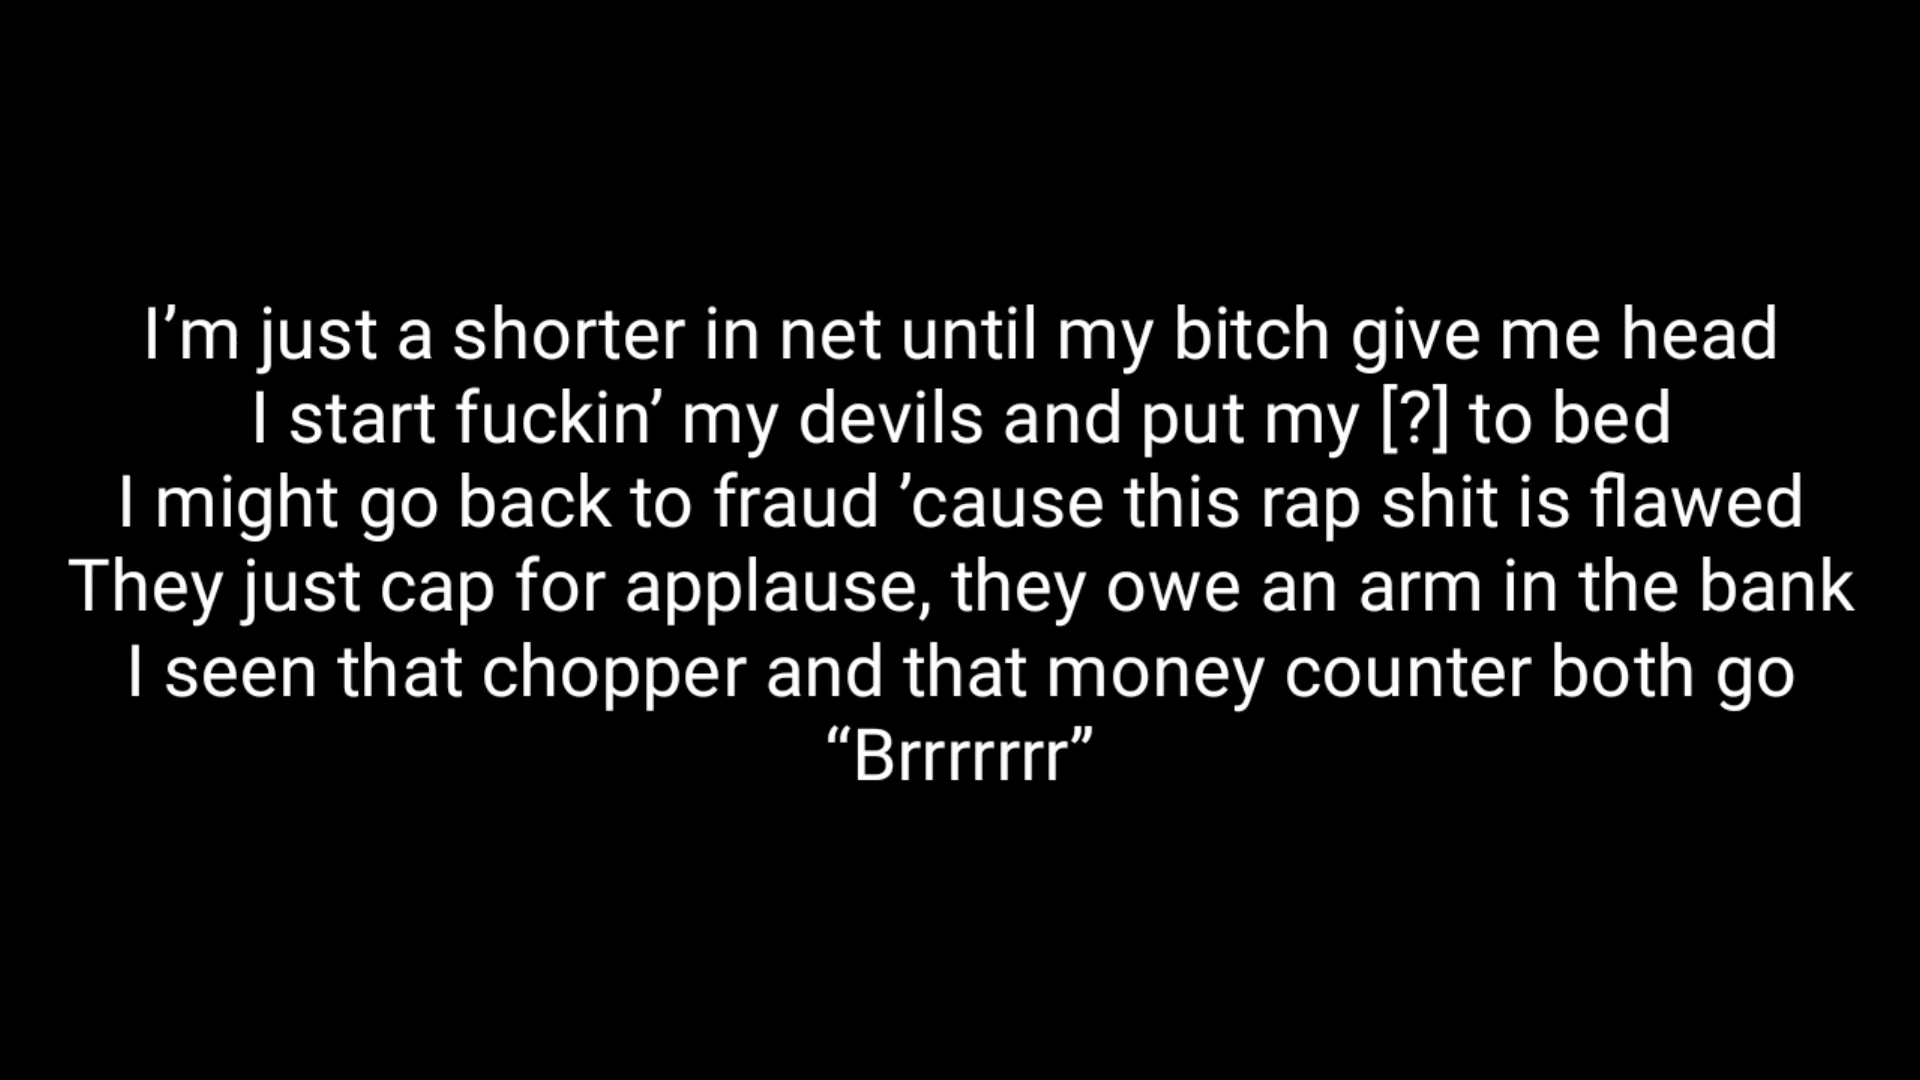 I’m just a shorter in net until my bitch give me head
I start fuckin’ my devils and put my [?] to bed
I might go back to fraud ’cause this rap shit is flawed
They just cap for applause, they owe an arm in the bank
I seen that chopper and that money counter both go
“Brrrrrrr”